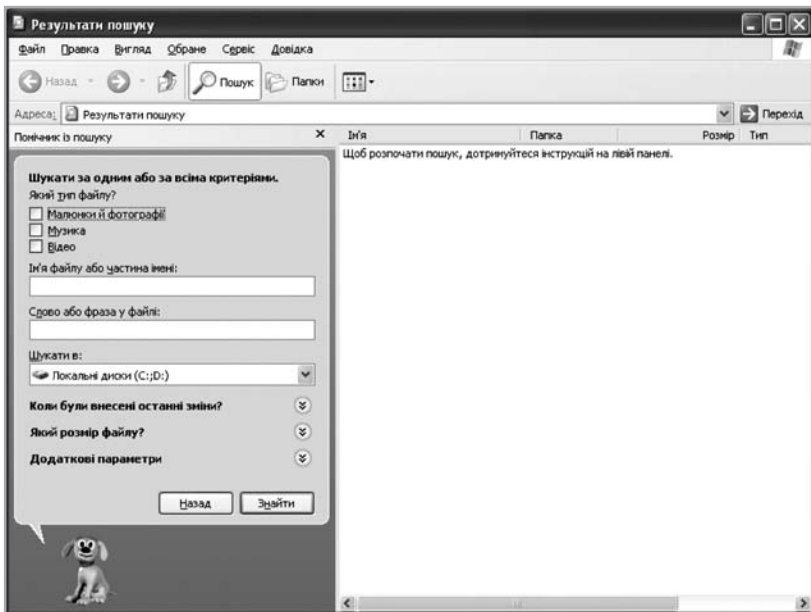 Результати пошуку
Файл Правка Вигляд Обране Сервіс Довідка
Назад Пошук Папки
Адреса: Результати пошуку Перехід
Помічник із пошуку
Ім'я Папка Розмір Тип
Щоб розпочати пошук, дотримуйтеся інструкцій на лівій панелі.
Шукати за одним або за всіма критеріями.
Який тип файлу?
Малюнки й фотографії
Музика
Відео
Ім'я файлу або частина імені:
Слово або фраза у файлі:
Шукати в:
Локальні диски (C:;D:)
Коли були внесені останні зміни?
Який розмір файлу?
Додаткові параметри
Назад Знайти